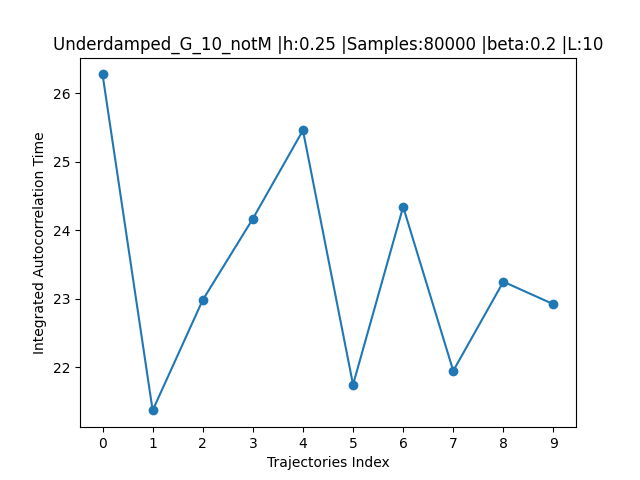 Underdamped_G_10_notM |h:0.25 |Samples:80000 |beta:0.2 |L:10
Integrated Autocorrelation Time
26
25
24
23
22
0 1 2 3 4 5 6 7 8 9
Trajectories Index